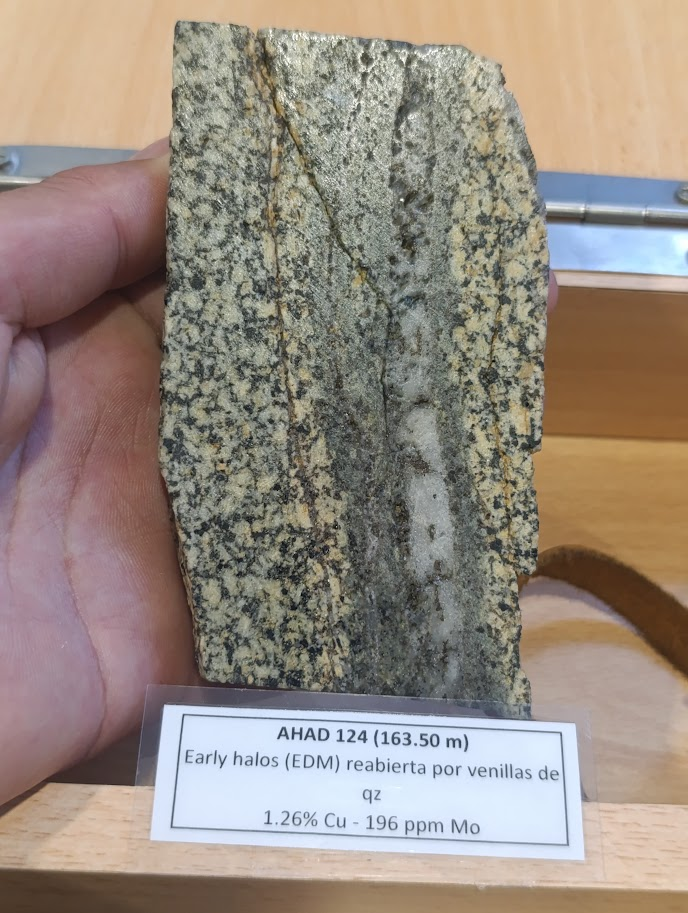 AHAD 124 (163.50 m)
Early halos (EDM) reabierta por venillas de
qz
1.26% Cu - 196 ppm Mo